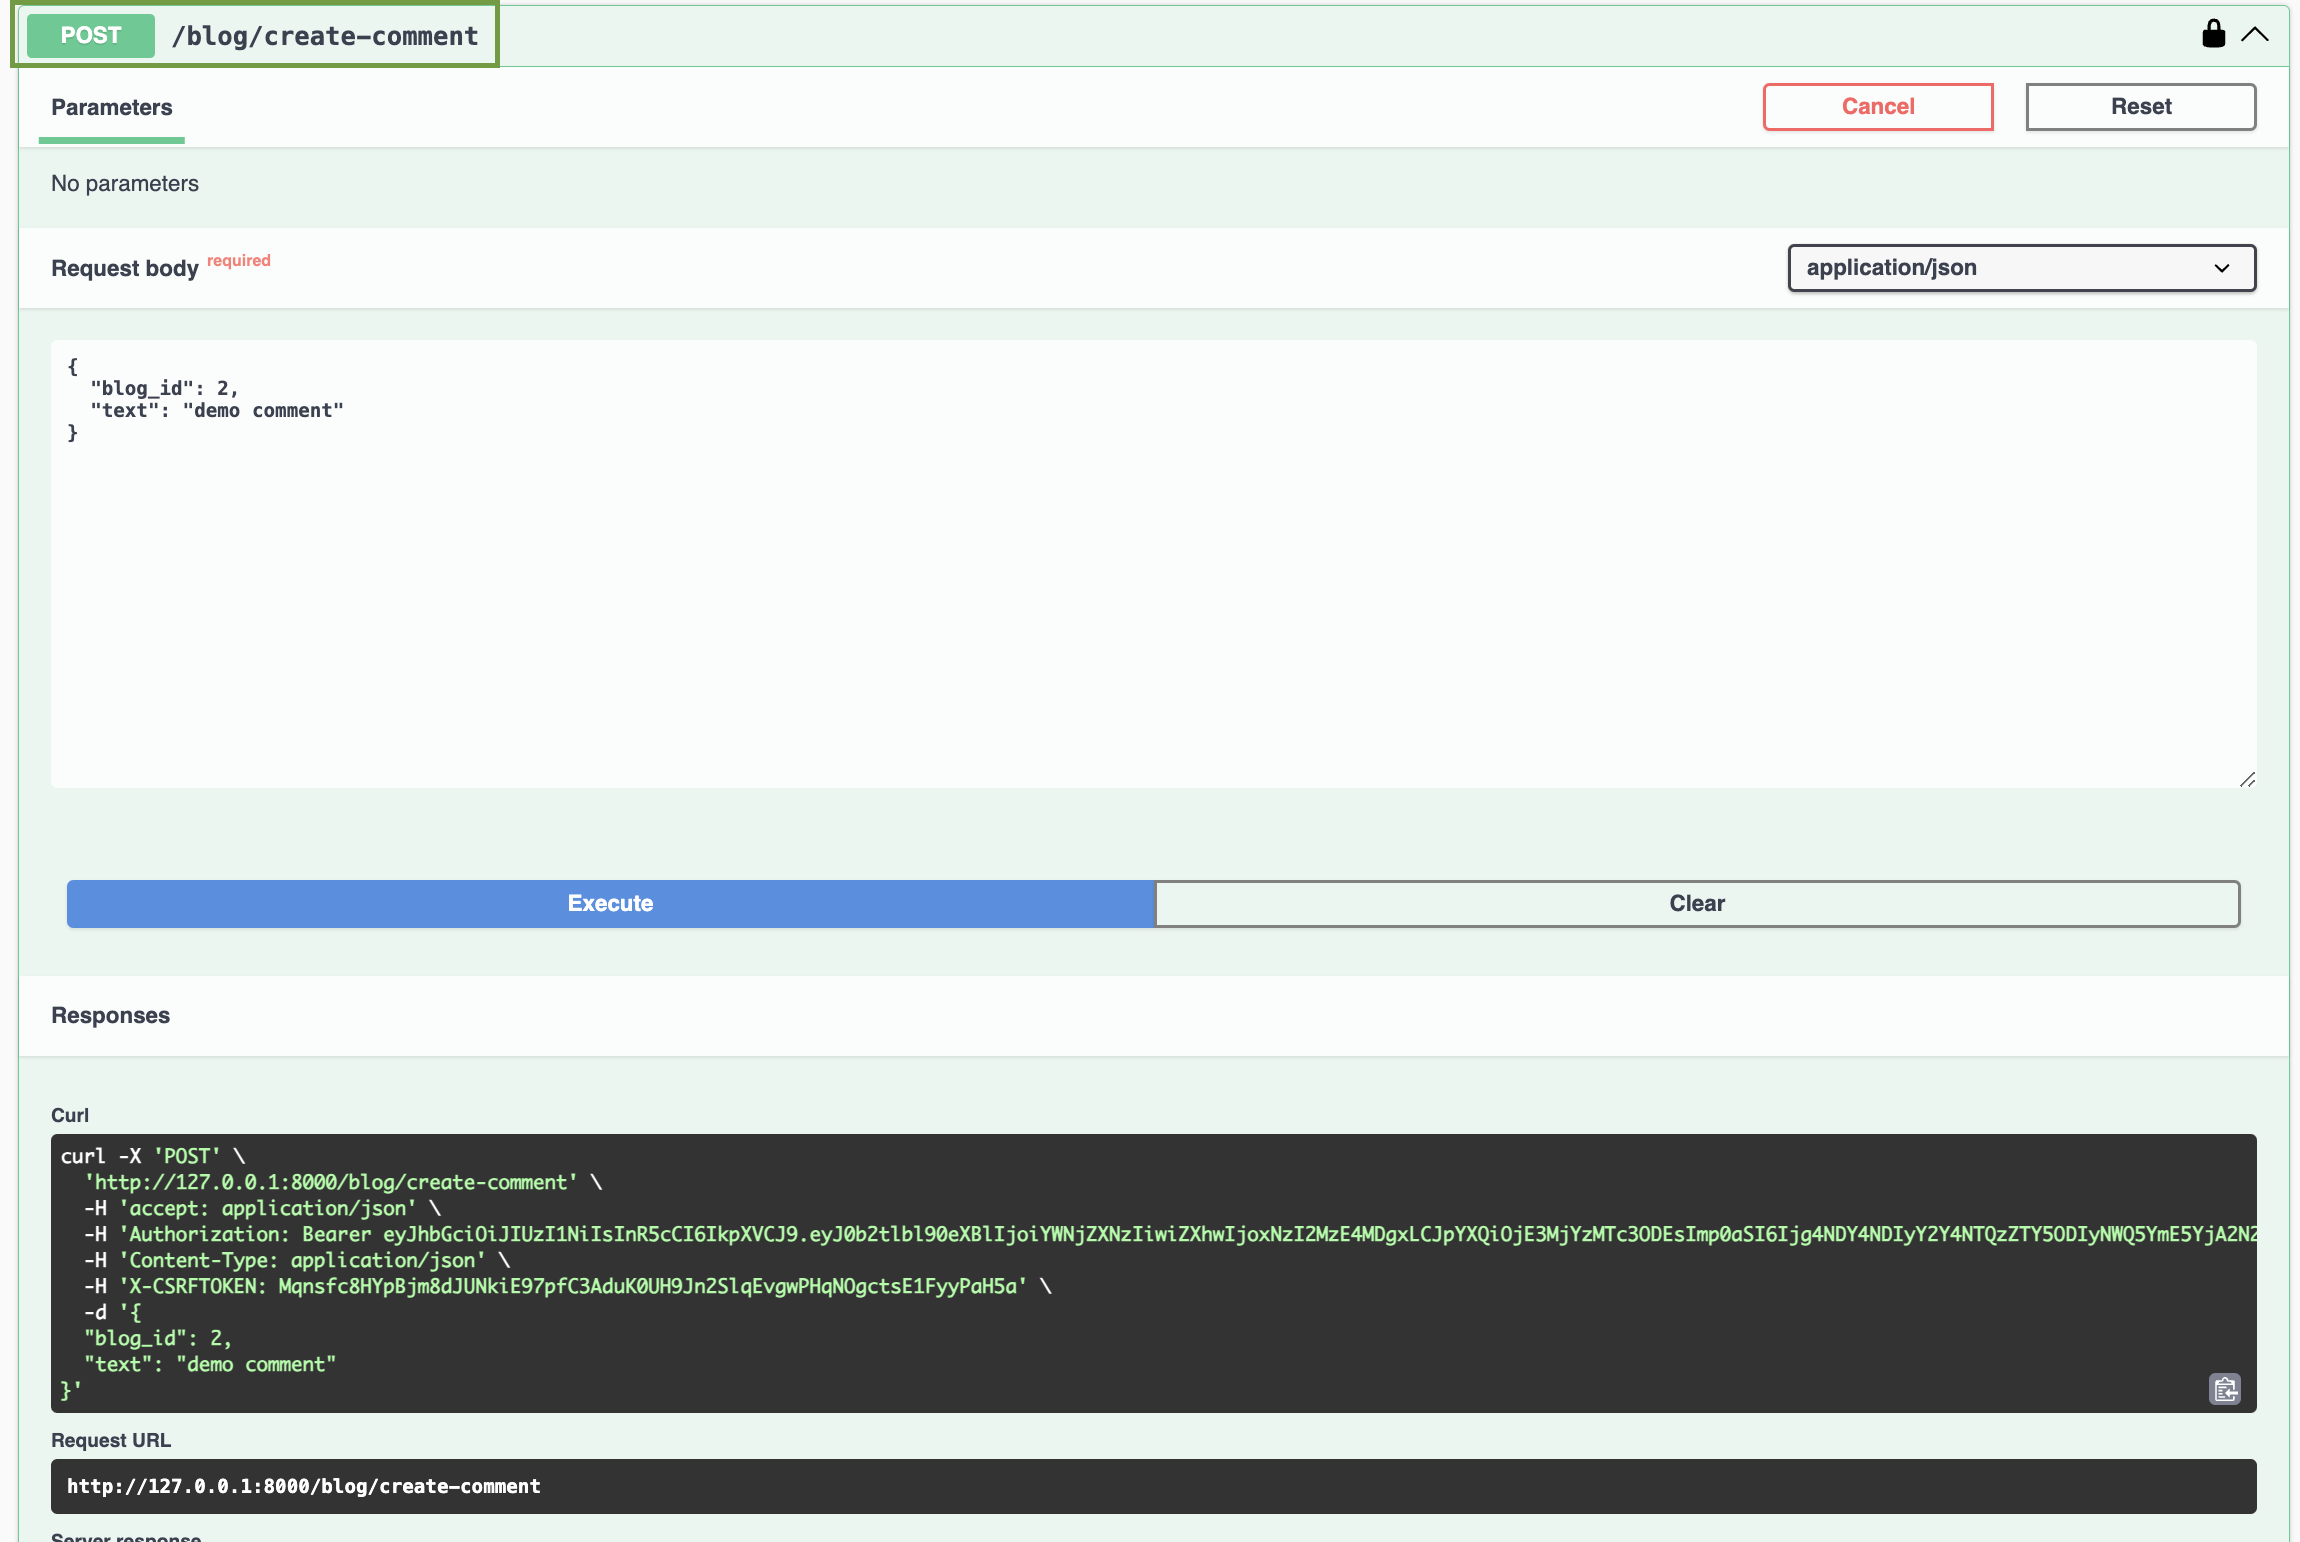 POST /blog/create-comment
Parameters
Cancel
Reset
No parameters
Request body required
application/json
{
  "blog_id": 2,
  "text": "demo comment"
}
Execute
Clear
Responses
Curl
curl -X 'POST' \
  'http://127.0.0.1:8000/blog/create-comment' \
  -H 'accept: application/json' \
  -H 'Authorization: Bearer eyJhbGciOiJIUzI1NiIsInR5cCI6IkpXVCJ9.eyJ0b2tlbl90eXBlIjoiYWNjZXNzIiwiZXhwIjoxNzI2MzE4MDgxLCJpYXQiOjE3MjYzMTc3ODEsImp0aSI6Ijg4NDY4NDIyY2Y4NTQzZTY5ODIyNWQ5YmE5YjA2N2
  -H 'Content-Type: application/json' \
  -H 'X-CSRFTOKEN: Mqnsfc8HYpBjm8dJUNkiE97pfC3AduK0UH9Jn2SlqEvgwPHqNOgctsE1FyyPaH5a' \
  -d '{
  "blog_id": 2,
  "text": "demo comment"
}'
Request URL
http://127.0.0.1:8000/blog/create-comment
Server response